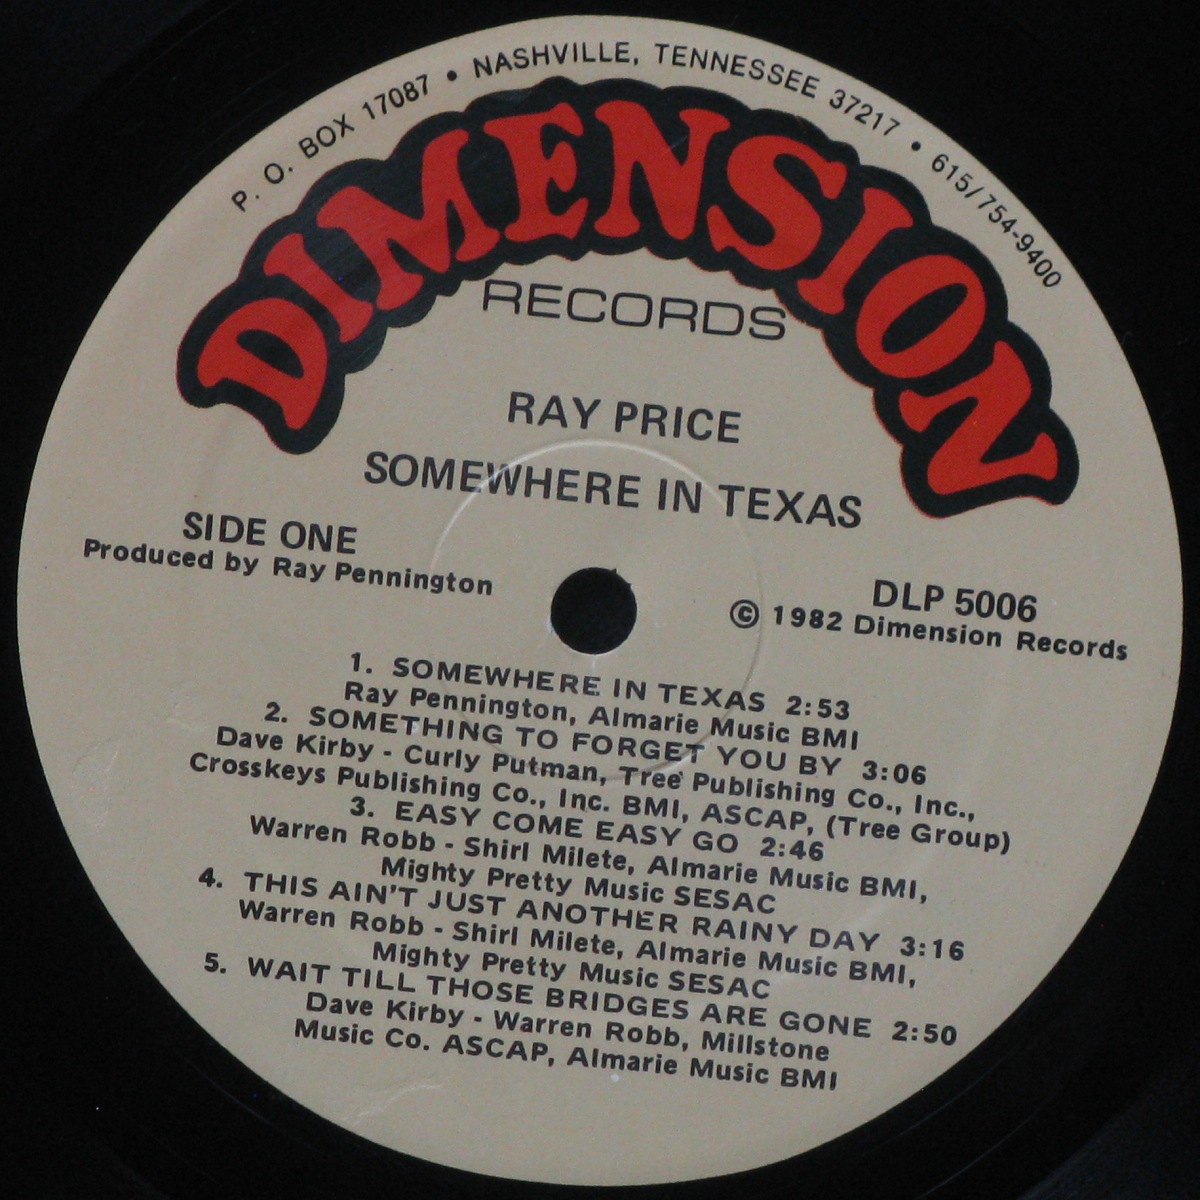 P. O. BOX 17087 • NASHVILLE, TENNESSEE 37217 • 615/754-9400
DIMENSION
RECORDS
RAY PRICE
SOMEWHERE IN TEXAS
SIDE ONE
Produced by Ray Pennington
DLP 5006
© 1982 Dimension Records
1. SOMEWHERE IN TEXAS 2:53
Ray Pennington, Almarie Music BMI
2. SOMETHING TO FORGET YOU BY 3:06
Dave Kirby - Curly Putman, Tree Publishing Co., Inc.,
Crosskeys Publishing Co., Inc. BMI, ASCAP, (Tree Group)
3. EASY COME EASY GO 2:46
Warren Robb - Shirl Milete, Almarie Music BMI,
Mighty Pretty Music SESAC
4. THIS AIN'T JUST ANOTHER RAINY DAY 3:16
Warren Robb - Shirl Milete, Almarie Music BMI,
Mighty Pretty Music SESAC
5. WAIT TILL THOSE BRIDGES ARE GONE 2:50
Dave Kirby - Warren Robb, Millstone
Music Co. ASCAP, Almarie Music BMI